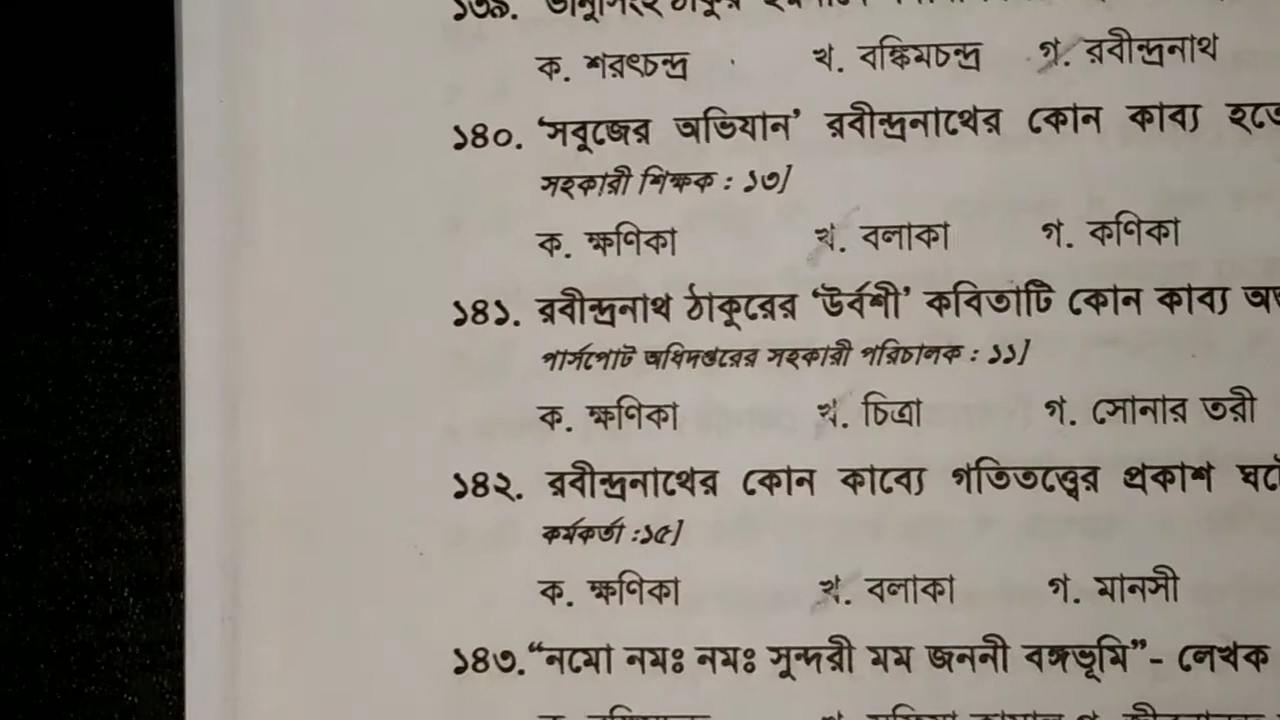 ১৩৯. ভানুসিংহ ঠাকুর
ক. শরৎচন্দ্র খ. বঙ্কিমচন্দ্র গ. রবীন্দ্রনাথ
১৪০. ‘সবুজের অভিযান’ রবীন্দ্রনাথের কোন কাব্য
সহকারী শিক্ষক : ১৩]
ক. ক্ষণিকা খ. বলাকা গ. কণিকা
১৪১. রবীন্দ্রনাথ ঠাকুরের ‘উর্বশী’ কবিতাটি কোন কাব্য
পাসপোর্ট অধিদপ্তরের সহকারী পরিচালক : ১১]
ক. ক্ষণিকা খ. চিত্রা গ. সোনার তরী
১৪২. রবীন্দ্রনাথের কোন কাব্যে গতিতত্ত্বের প্রকাশ
কর্মকর্তা :১৫]
ক. ক্ষণিকা খ. বলাকা গ. মানসী
১৪৩. “নমো নমঃ নমঃ সুন্দরী মম জননী বঙ্গভূমি”- লেখক